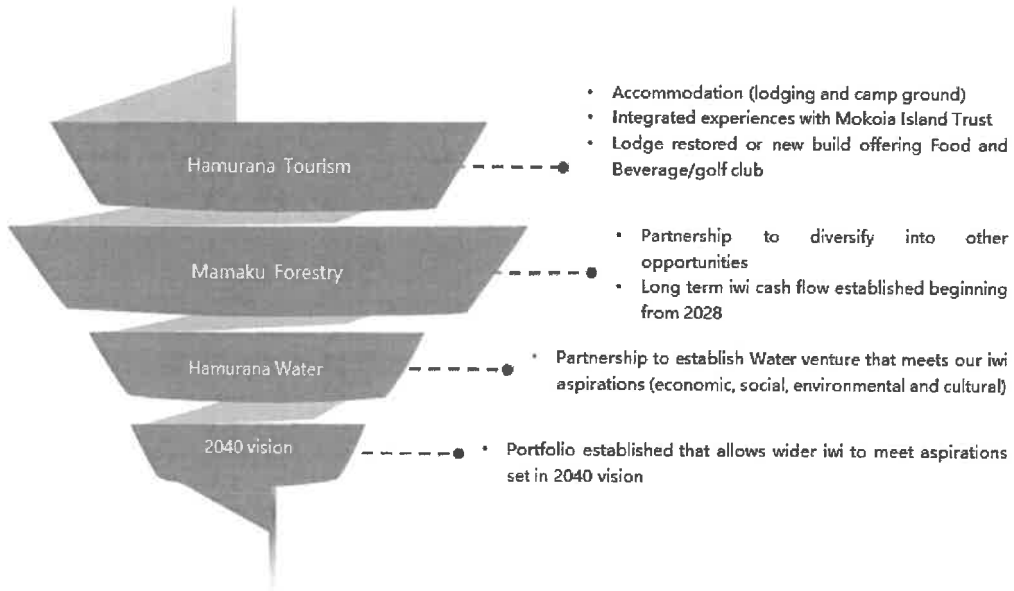 Hamurana Tourism
• Accommodation (lodging and camp ground)
• Integrated experiences with Mokoia Island Trust
• Lodge restored or new build offering Food and
Beverage/golf club
Mamaku Forestry
• Partnership to diversify into other
opportunities
• Long term iwi cash flow established beginning
from 2028
Hamurana Water
• Partnership to establish Water venture that meets our iwi
aspirations (economic, social, environmental and cultural)
2040 vision
• Portfolio established that allows wider iwi to meet aspirations
set in 2040 vision